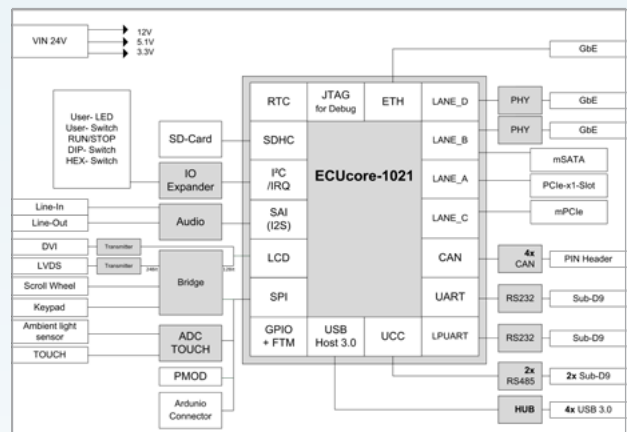 VIN 24V
12V
5.1V
3.3V
GbE
User- LED
User- Switch
RUN/STOP
DIP- Switch
HEX- Switch
SD-Card
IO
Expander
Line-In
Line-Out
Audio
DVI
LVDS
Scroll Wheel
Keypad
Transmitter
Transmitter
24Bit
12Bit
Bridge
Ambient light
sensor
TOUCH
ADC
TOUCH
PMOD
Ardunio
Connector
RTC
JTAG
for Debug
ETH
LANE_D
SDHC
LANE_B
I²C
/IRQ
ECUcore-1021
LANE_A
SAI
(I2S)
LANE_C
LCD
CAN
SPI
UART
GPIO
+ FTM
USB
Host 3.0
UCC
LPUART
PHY
GbE
PHY
GbE
mSATA
PCIe-x1-Slot
mPCIe
4x
CAN
PIN Header
RS232
Sub-D9
RS232
Sub-D9
2x
RS485
2x Sub-D9
HUB
4x USB 3.0